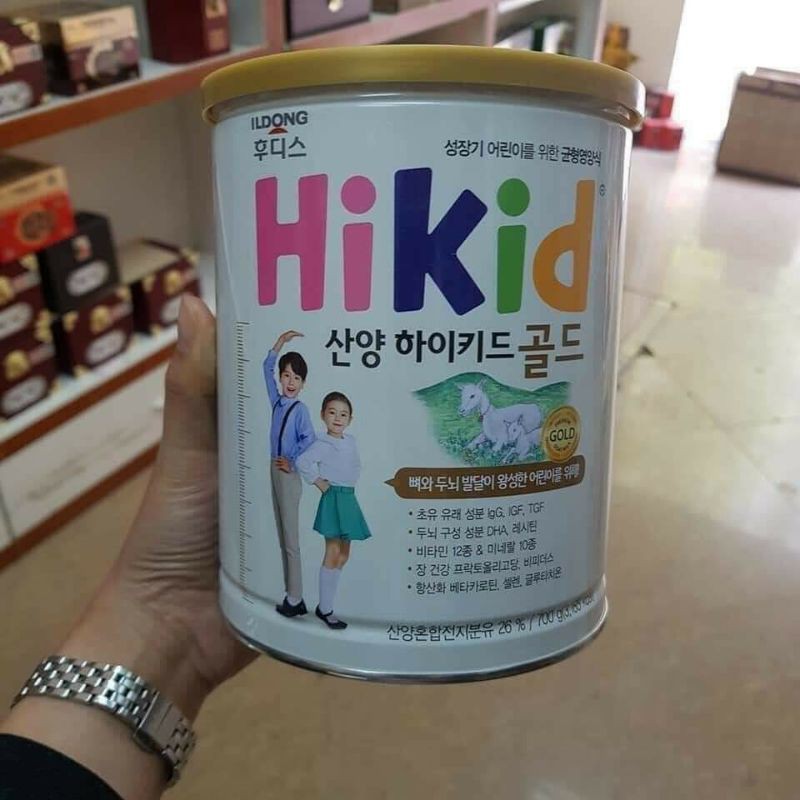 ILDONG
후디스
성장기 어린이를 위한 균형영양식
HiKid
산양 하이키드 골드
GOLD
뼈와 두뇌 발달이 왕성한 어린이를 위한
• 초유 유래 성분 IgG, IGF, TGF
• 두뇌 구성 성분 DHA, 레시틴
• 비타민 12종 & 미네랄 10종
• 장 건강 프락토올리고당, 비피더스
• 항산화 베타카로틴, 셀렌, 글루타치온
산양혼합전지분유 26 % / 700 g